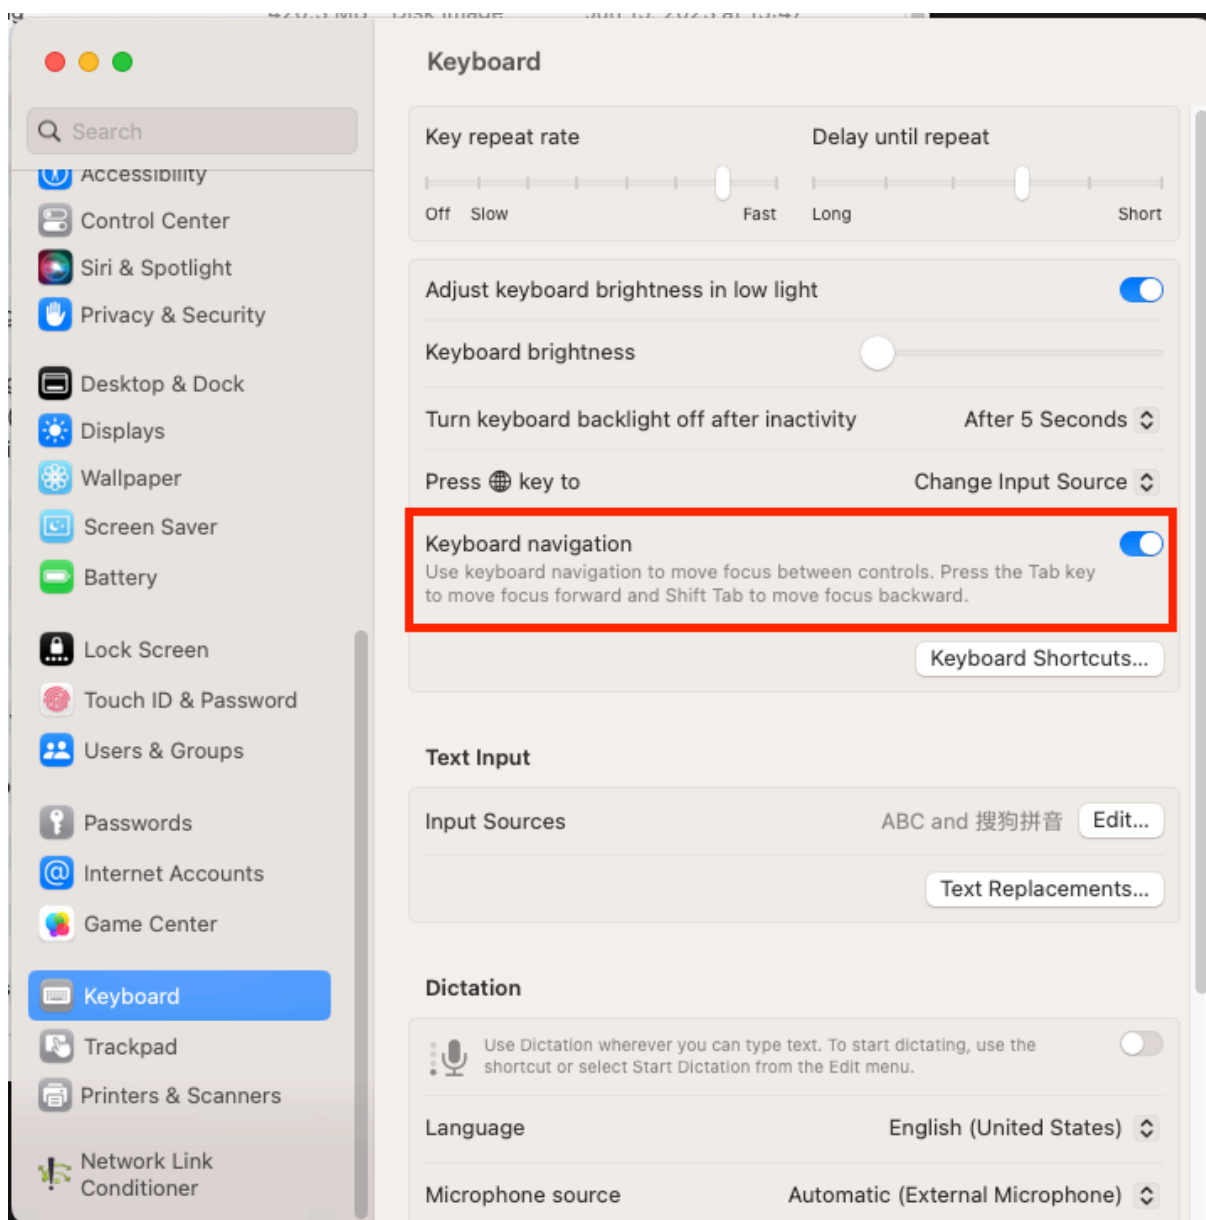 Keyboard
Search
Accessibility
Control Center
Siri & Spotlight
Privacy & Security
Desktop & Dock
Displays
Wallpaper
Screen Saver
Battery
Lock Screen
Touch ID & Password
Users & Groups
Passwords
Internet Accounts
Game Center
Keyboard
Trackpad
Printers & Scanners
Network Link
Conditioner
Key repeat rate
Delay until repeat
Off Slow Fast
Long Short
Adjust keyboard brightness in low light
Keyboard brightness
Turn keyboard backlight off after inactivity After 5 Seconds
Press key to Change Input Source
Keyboard navigation
Use keyboard navigation to move focus between controls. Press the Tab key
to move focus forward and Shift Tab to move focus backward.
Keyboard Shortcuts...
Text Input
Input Sources ABC and 搜狗拼音 Edit...
Text Replacements...
Dictation
Use Dictation wherever you can type text. To start dictating, use the
shortcut or select Start Dictation from the Edit menu.
Language English (United States)
Microphone source Automatic (External Microphone)